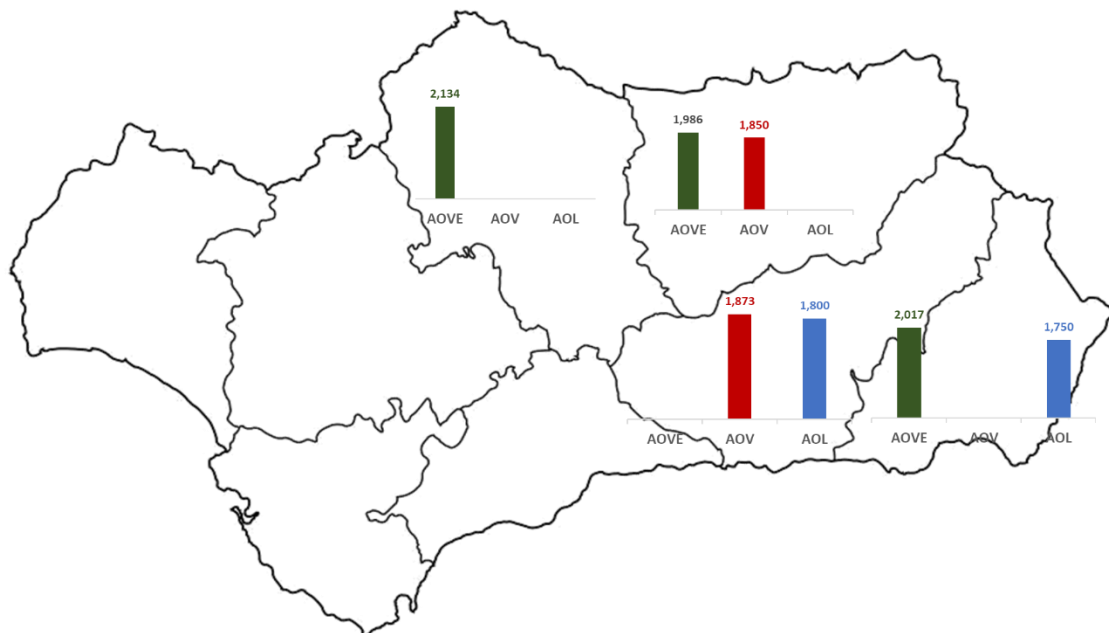 2,134
AOVE AOV AOL
1,986
1,850
AOVE AOV AOL
1,873
1,800
AOVE AOV AOL
2,017
1,750
AOVE AOV AOL